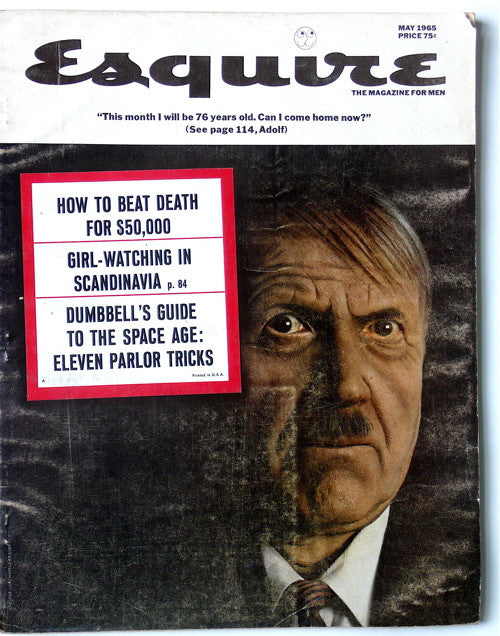 MAY 1965
PRICE 75¢
Esquire
THE MAGAZINE FOR MEN
"This month I will be 76 years old. Can I come home now?"
(See page 114, Adolf)
HOW TO BEAT DEATH
FOR $50,000
GIRL-WATCHING IN
SCANDINAVIA p. 84
DUMBBELL'S GUIDE
TO THE SPACE AGE:
ELEVEN PARLOR TRICKS
Printed in U.S.A.